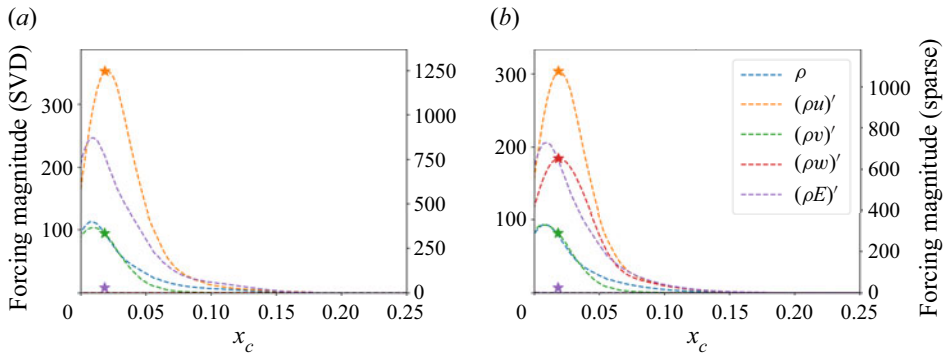 (a)
(b)
Forcing magnitude (SVD)
300
200
100
1250
1000
750
500
250
0
0
0.05
0.10
0.15
0.20
0.25
x_c
300
200
100
ρ
(ρu)′
(ρv)′
(ρw)′
(ρE)′
1000
800
600
400
200
0
Forcing magnitude (sparse)
0
0.05
0.10
0.15
0.20
0.25
x_c